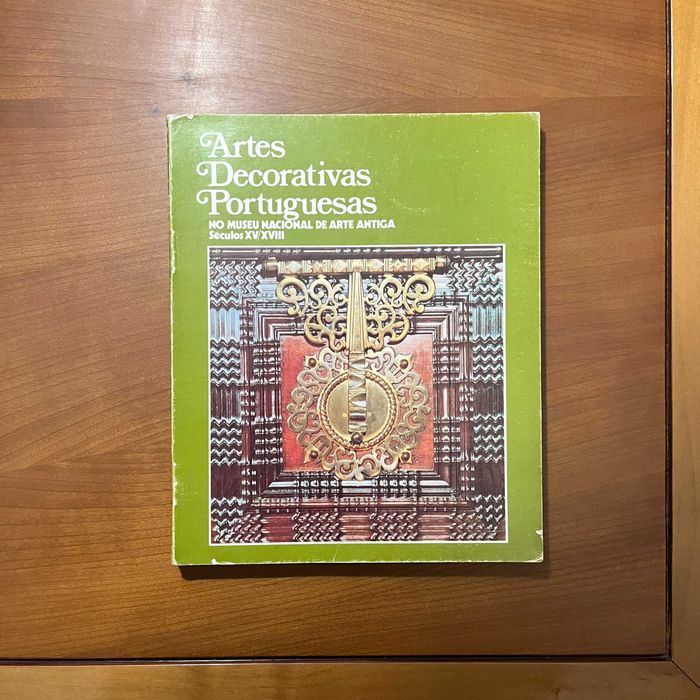 Artes
Decorativas
Portuguesas
NO MUSEU NACIONAL DE ARTE ANTIGA
Séculos XV/XVIII